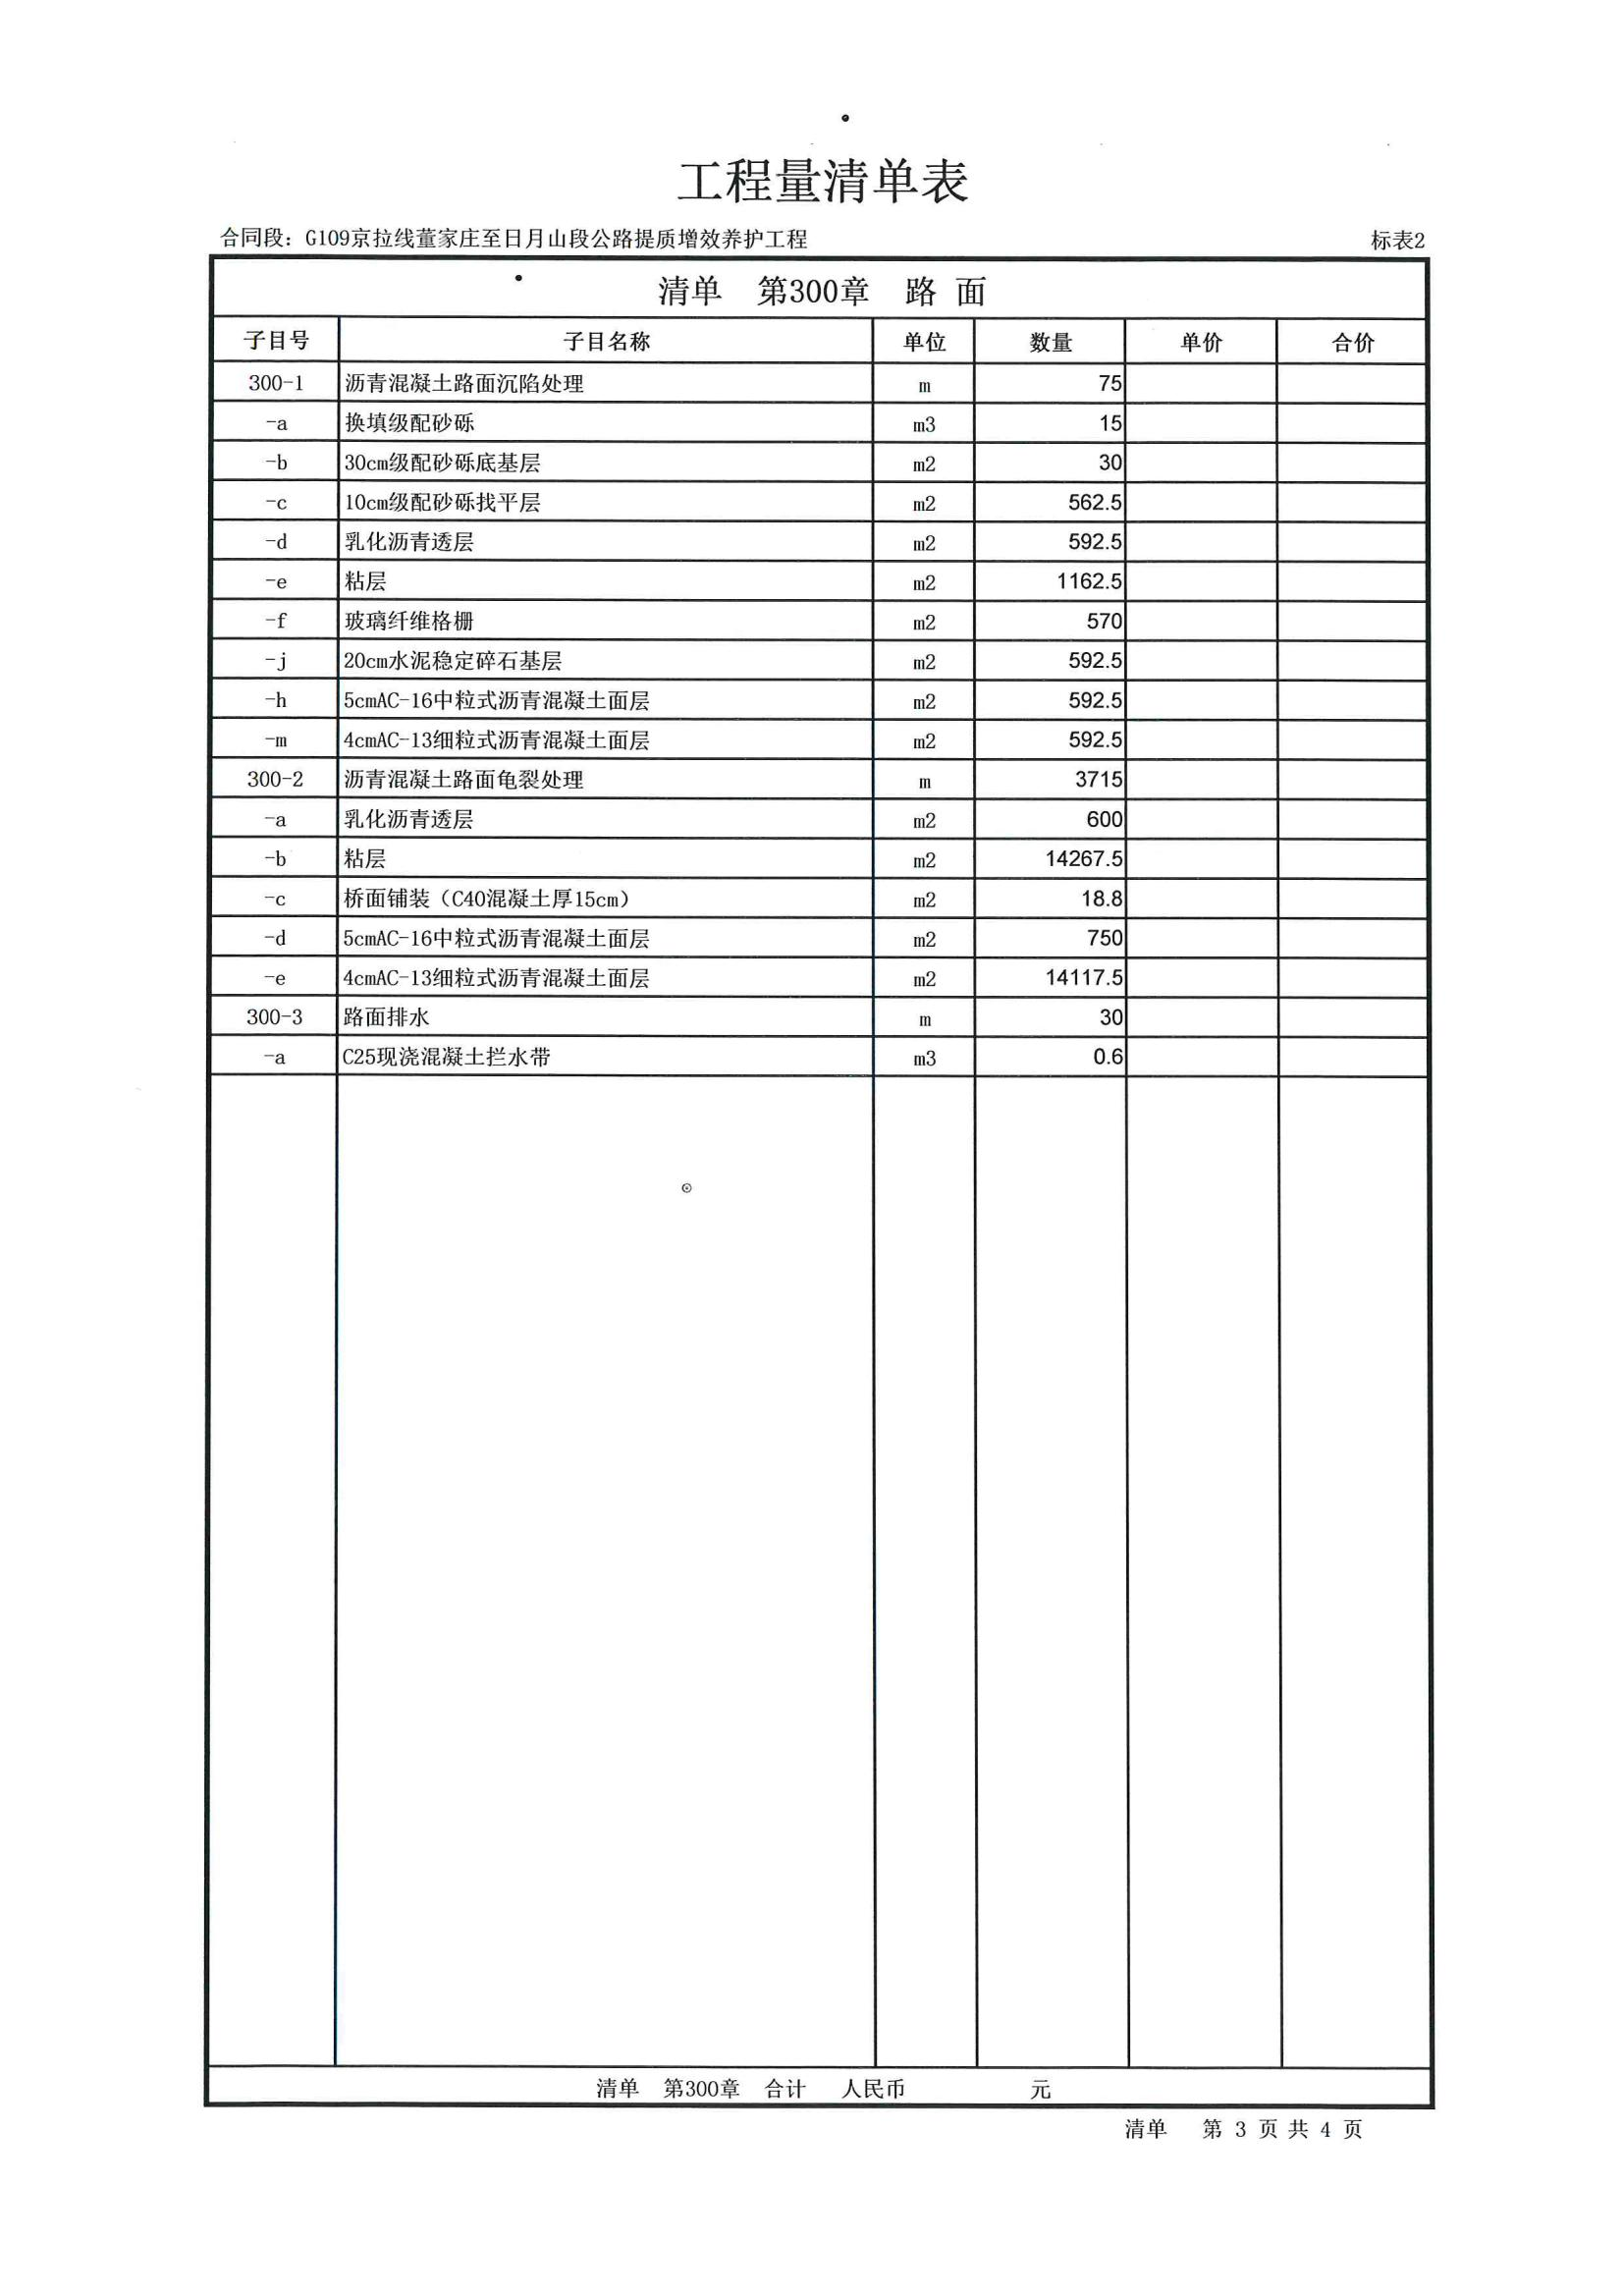 工程量清单表
合同段：G109京拉线董家庄至日月山段公路提质增效养护工程 标表2
清单 第300章 路 面
子目号 子目名称 单位 数量 单价 合价
300-1 沥青混凝土路面沉陷处理 m 75
-a 换填级配砂砾 m3 15
-b 30cm级配砂砾底基层 m2 30
-c 10cm级配砂砾找平层 m2 562.5
-d 乳化沥青透层 m2 592.5
-e 粘层 m2 1162.5
-f 玻璃纤维格栅 m2 570
-j 20cm水泥稳定碎石基层 m2 592.5
-h 5cmAC-16中粒式沥青混凝土面层 m2 592.5
-m 4cmAC-13细粒式沥青混凝土面层 m2 592.5
300-2 沥青混凝土路面龟裂处理 m 3715
-a 乳化沥青透层 m2 600
-b 粘层 m2 14267.5
-c 桥面铺装（C40混凝土厚15cm） m2 18.8
-d 5cmAC-16中粒式沥青混凝土面层 m2 750
-e 4cmAC-13细粒式沥青混凝土面层 m2 14117.5
300-3 路面排水 m 30
-a C25现浇混凝土拦水带 m3 0.6
清单 第300章 合计 人民币 元
清单 第 3 页 共 4 页